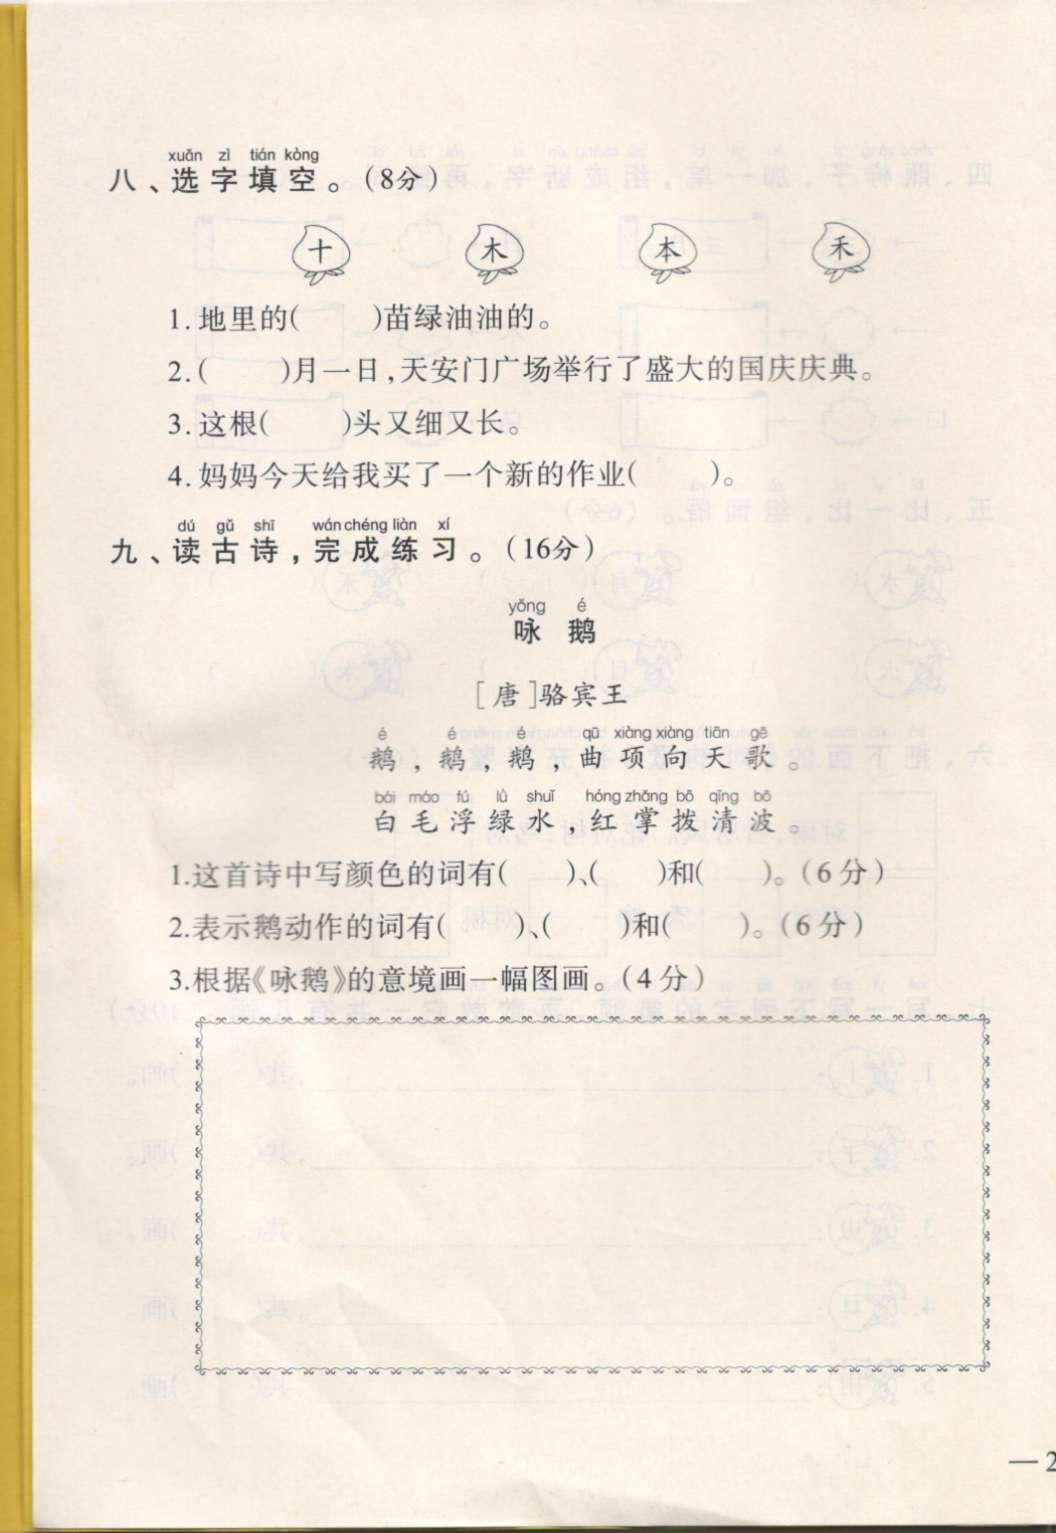 xuǎn zì tián kòng
八、选字填空。(8分)
十 木 本 禾
1.地里的( )苗绿油油的。
2.( )月一日,天安门广场举行了盛大的国庆庆典。
3.这根( )头又细又长。
4.妈妈今天给我买了一个新的作业( )。
dú gǔ shī wán chéng liàn xí
九、读古诗,完成练习。(16分)
yǒng é
咏鹅
[唐]骆宾王
é é é qū xiàng xiàng tiān gē
鹅,鹅,鹅,曲项向天歌。
bái máo fú lǜ shuǐ hóng zhǎng bō qīng bō
白毛浮绿水,红掌拨清波。
1.这首诗中写颜色的词有( )、( )和( )。(6分)
2.表示鹅动作的词有( )、( )和( )。(6分)
3.根据《咏鹅》的意境画一幅图画。(4分)
—2